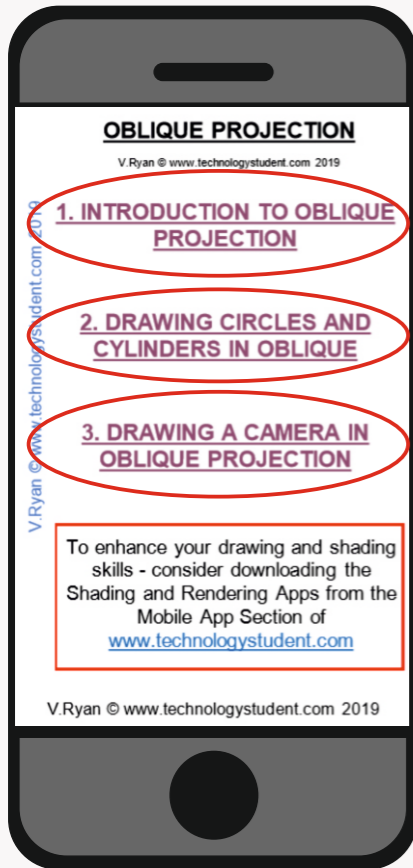 OBLIQUE PROJECTION
V.Ryan © www.technologystudent.com 2019
1. INTRODUCTION TO OBLIQUE
PROJECTION
2. DRAWING CIRCLES AND
CYLINDERS IN OBLIQUE
3. DRAWING A CAMERA IN
OBLIQUE PROJECTION
V.Ryan © www.technologystudent.com 2019
To enhance your drawing and shading
skills - consider downloading the
Shading and Rendering Apps from the
Mobile App Section of
www.technologystudent.com
V.Ryan © www.technologystudent.com 2019